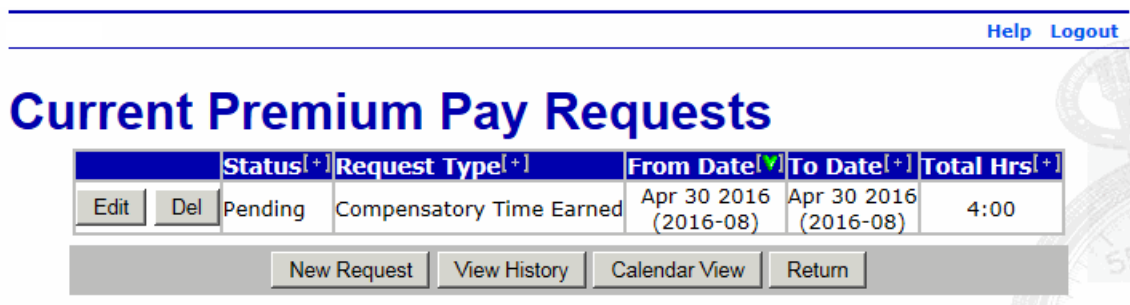 Help Logout
Current Premium Pay Requests
Status[+] Request Type[+] From Date[v] To Date[+] Total Hrs[+]
Edit Del Pending Compensatory Time Earned Apr 30 2016 Apr 30 2016 4:00
(2016-08) (2016-08)
New Request View History Calendar View Return